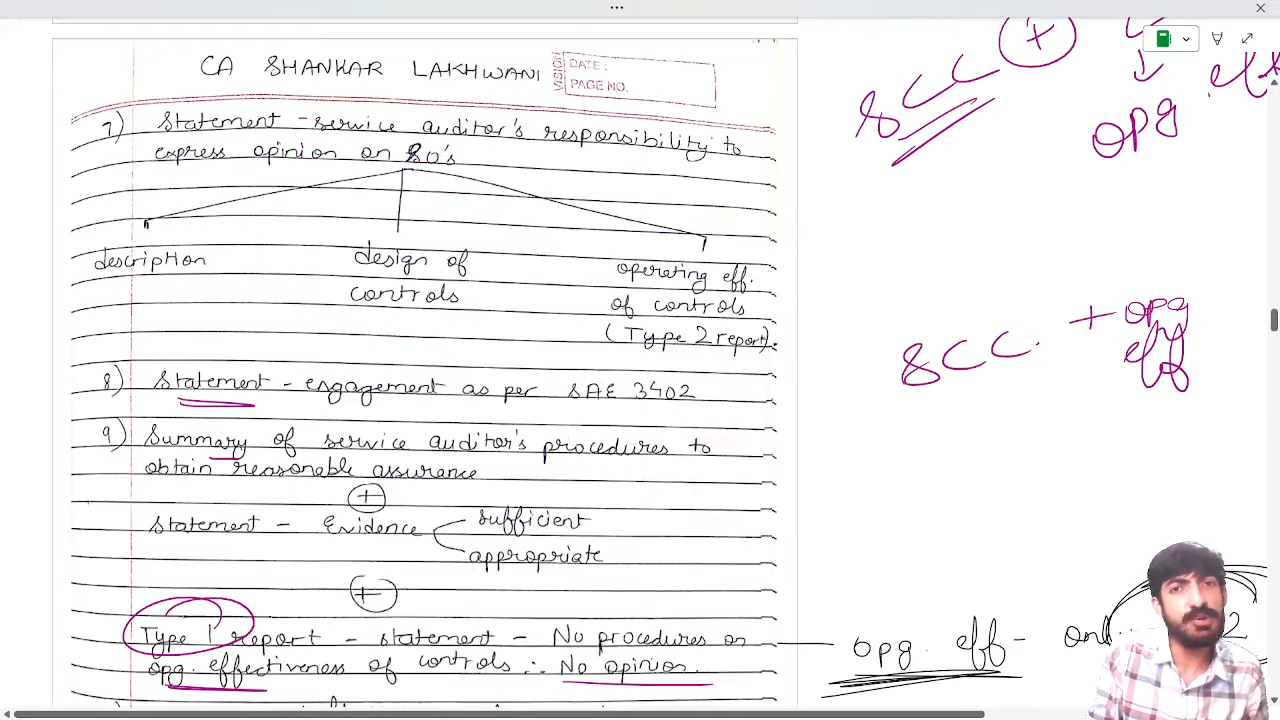 CA SHANKAR LAKHWANI
VISION
DATE :
PAGE NO.
7) Statement - service auditor's responsibility to
express opinion on SO's
description
design of
controls
operating eff.
of controls
(Type 2 report).
8) Statement - engagement as per SAE 3402
9) Summary of service auditor's procedures to
obtain reasonable assurance
+
Statement - Evidence
sufficient
appropriate
+
Type 1 report - statement - No procedures on
opg. effectiveness of controls ∴ No opinion.
SCC
+
opg
eff
SCC.
+ opg
eff
opg. eff -
2